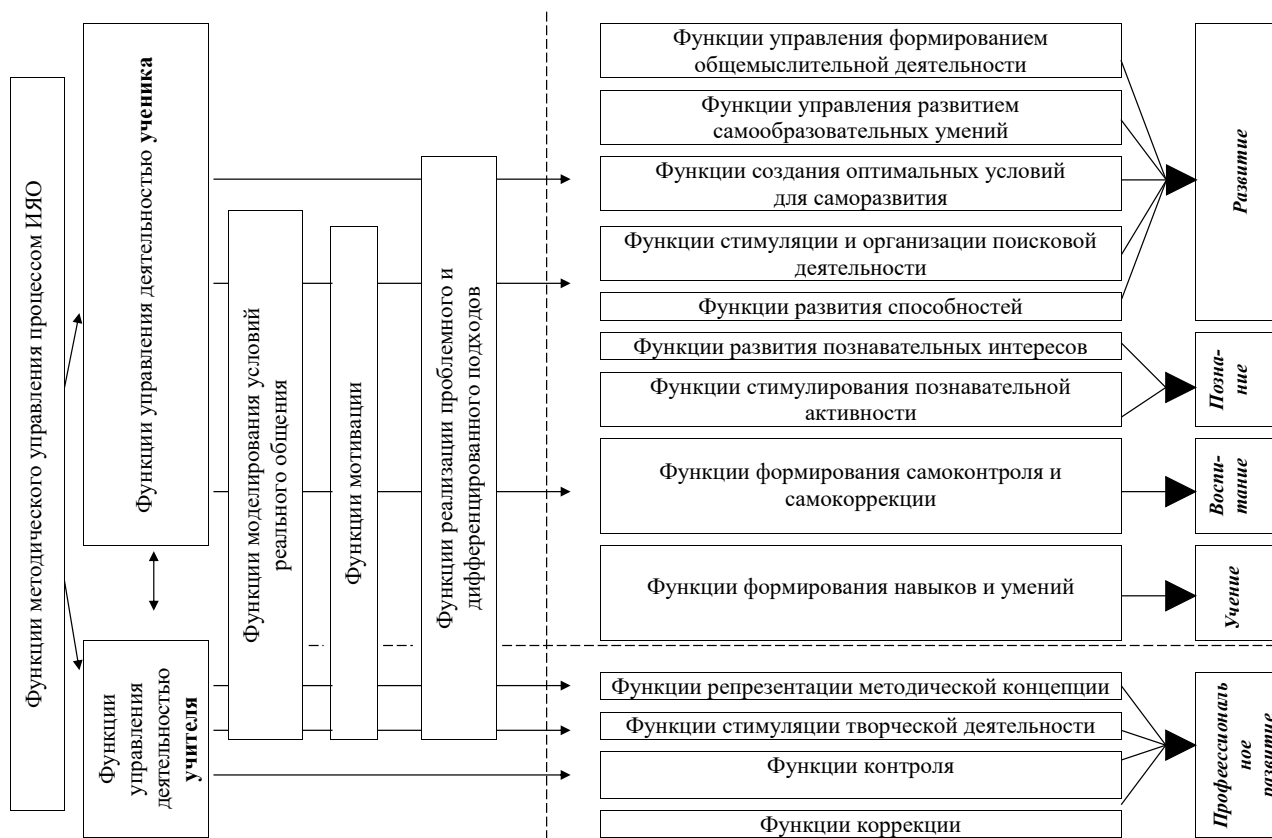 Функции методического управления процессом ИЯО
Функции управления деятельностью ученика
Функции
управления
деятельностью
учителя
Функции моделирования условий
реального общения
Функции мотивации
Функции реализации проблемного и
дифференцированного подходов
Функции управления формированием
общемыслительной деятельности
Функции управления развитием
самообразовательных умений
Функции создания оптимальных условий
для саморазвития
Функции стимуляции и организации поисковой
деятельности
Функции развития способностей
Функции развития познавательных интересов
Функции стимулирования познавательной
активности
Функции формирования самоконтроля и
самокоррекции
Функции формирования навыков и умений
Функции репрезентации методической концепции
Функции стимуляции творческой деятельности
Функции контроля
Функции коррекции
Развитие
Позна-
ние
Воспи-
тание
Учение
Профеессиональ
ное
развитие